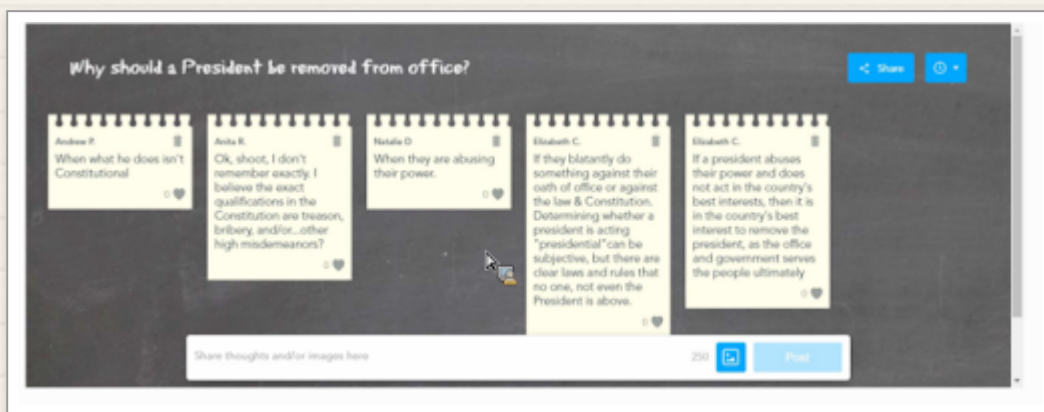 Why should a President be removed from office?
Share
Andrew P.
When what he does isn't
Constitutional
0
Anita R.
Ok, shoot, I don't
remember exactly. I
believe the exact
qualifications in the
Constitution are treason,
bribery, and/or...other
high misdemeanors?
0
Natalie D
When they are abusing
their power.
0
Elizabeth C.
If they blatantly do
something against their
oath of office or against
the law & Constitution.
Determining whether a
president is acting
"presidential"can be
subjective, but there are
clear laws and rules that
no one, not even the
President is above.
0
Elizabeth C.
If a president abuses
their power and does
not act in the country's
best interests, then it is
in the country's best
interest to remove the
president, as the office
and government serves
the people ultimately
0
Share thoughts and/or images here
250
Post